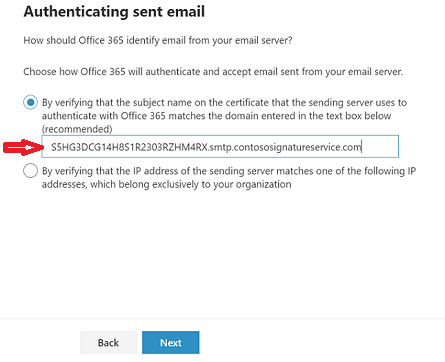 Authenticating sent email
How should Office 365 identify email from your email server?
Choose how Office 365 will authenticate and accept email sent from your email server.
By verifying that the subject name on the certificate that the sending server uses to
authenticate with Office 365 matches the domain entered in the text box below
(recommended)
S5HG3DCG14H8S1R2303RZHM4RX.smtp.contososignatureservice.com
By verifying that the IP address of the sending server matches one of the following IP
addresses, which belong exclusively to your organization
Back
Next